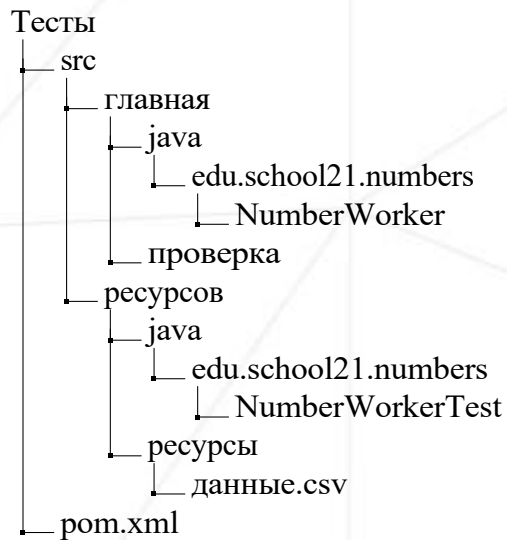 Тесты
src
главная
java
edu.school21.numbers
NumberWorker
проверка
ресурсов
java
edu.school21.numbers
NumberWorkerTest
ресурсы
данные.csv
pom.xml